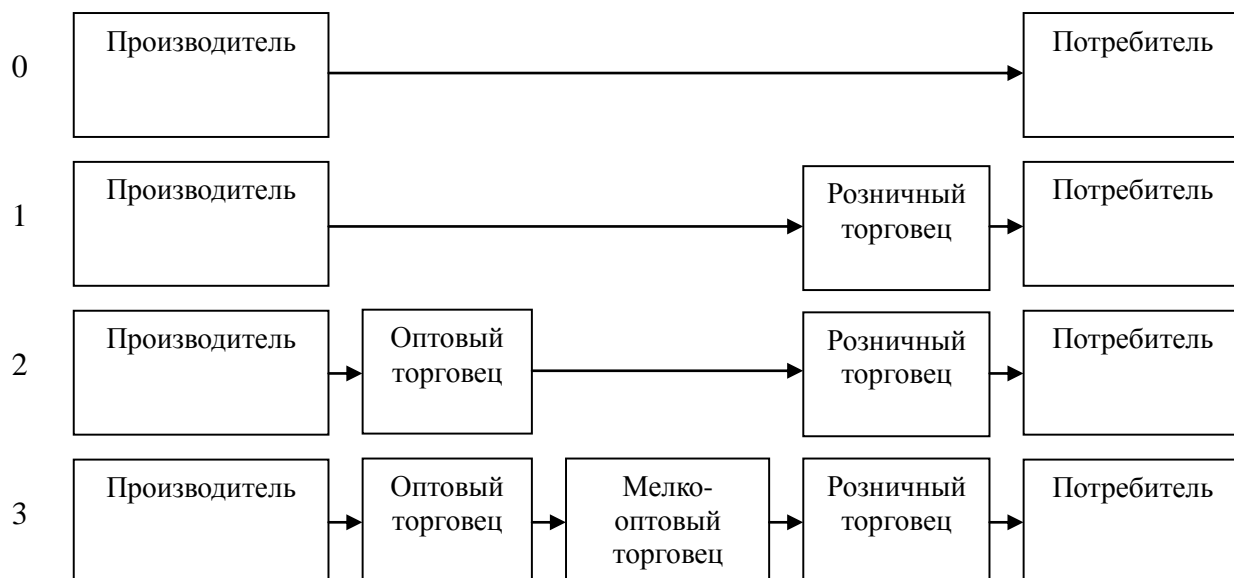 0
Производитель
Потребитель
1
Производитель
Розничный
торговец
Потребитель
2
Производитель
Оптовый
торговец
Розничный
торговец
Потребитель
3
Производитель
Оптовый
торговец
Мелко-
оптовый
торговец
Розничный
торговец
Потребитель